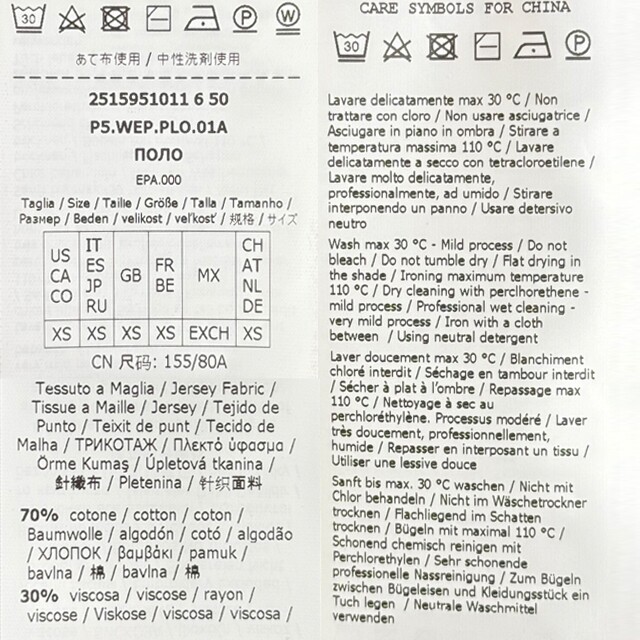 30
P
W
あて布使用 / 中性洗剤使用
2515951011 6 50
P5.WEP.PLO.01A
ПОЛО
EPA.000
Taglia / Size / Taille / Größe / Talla / Tamanho /
Размер / Beden / velikost / veľkosť / 规格 / サイズ
US CA CO
IT ES JP RU
GB
FR BE
MX
CH AT NL DE
XS XS XS XS EXCH XS
CN 尺码: 155/80A
Tessuto a Maglia / Jersey Fabric /
Tissue a Maille / Jersey / Tejido de
Punto / Teixit de punt / Tecido de
Malha / ТРИКОТАЖ / Πλεκτό ύφασμα /
Örme Kumaş / Úpletová tkanina /
針織布 / Pletenina / 针织面料
70% cotone / cotton / coton /
Baumwolle / algodón / cotó / algodão
/ ХЛОПОК / βαμβάκι / pamuk /
bavlna / 棉 / bavlna / 棉
30% viscosa / viscose / rayon /
viscose / Viskose / viscosa / viscosa /
CARE SYMBOLS FOR CHINA
30
P
Lavare delicatamente max 30 °C / Non
trattare con cloro / Non usare asciugatrice /
Asciugare in piano in ombra / Stirare a
temperatura massima 110 °C / Lavare
delicatamente a secco con tetracloroetilene /
Lavare molto delicatamente,
professionalmente, ad umido / Stirare
interponendo un panno / Usare detersivo
neutro
Wash max 30 °C - Mild process / Do not
bleach / Do not tumble dry / Flat drying in
the shade / Ironing maximum temperature
110 °C / Dry cleaning with perclhorethene -
mild process / Professional wet cleaning -
very mild process / Iron with a cloth
between / Using neutral detergent
Laver doucement max 30 °C / Blanchiment
chloré interdit / Séchage en tambour interdit
/ Sécher à plat à l'ombre / Repassage max
110 °C / Nettoyage à sec au
perchloréthylène. Processus modéré / Laver
très doucement, professionnellement,
humide / Repasser en interposant un tissu /
Utiliser une lessive douce
Sanft bis max. 30 °C waschen / Nicht mit
Chlor behandeln / Nicht im Wäschetrockner
trocknen / Flachliegend im Schatten
trocknen / Bügeln mit maximal 110 °C /
Schonend chemisch reinigen mit
Perchlorethylen / Sehr schonende
professionelle Nassreinigung / Zum Bügeln
zwischen Bügeleisen und Kleidungsstück ein
Tuch legen / Neutrale Waschmittel
verwenden